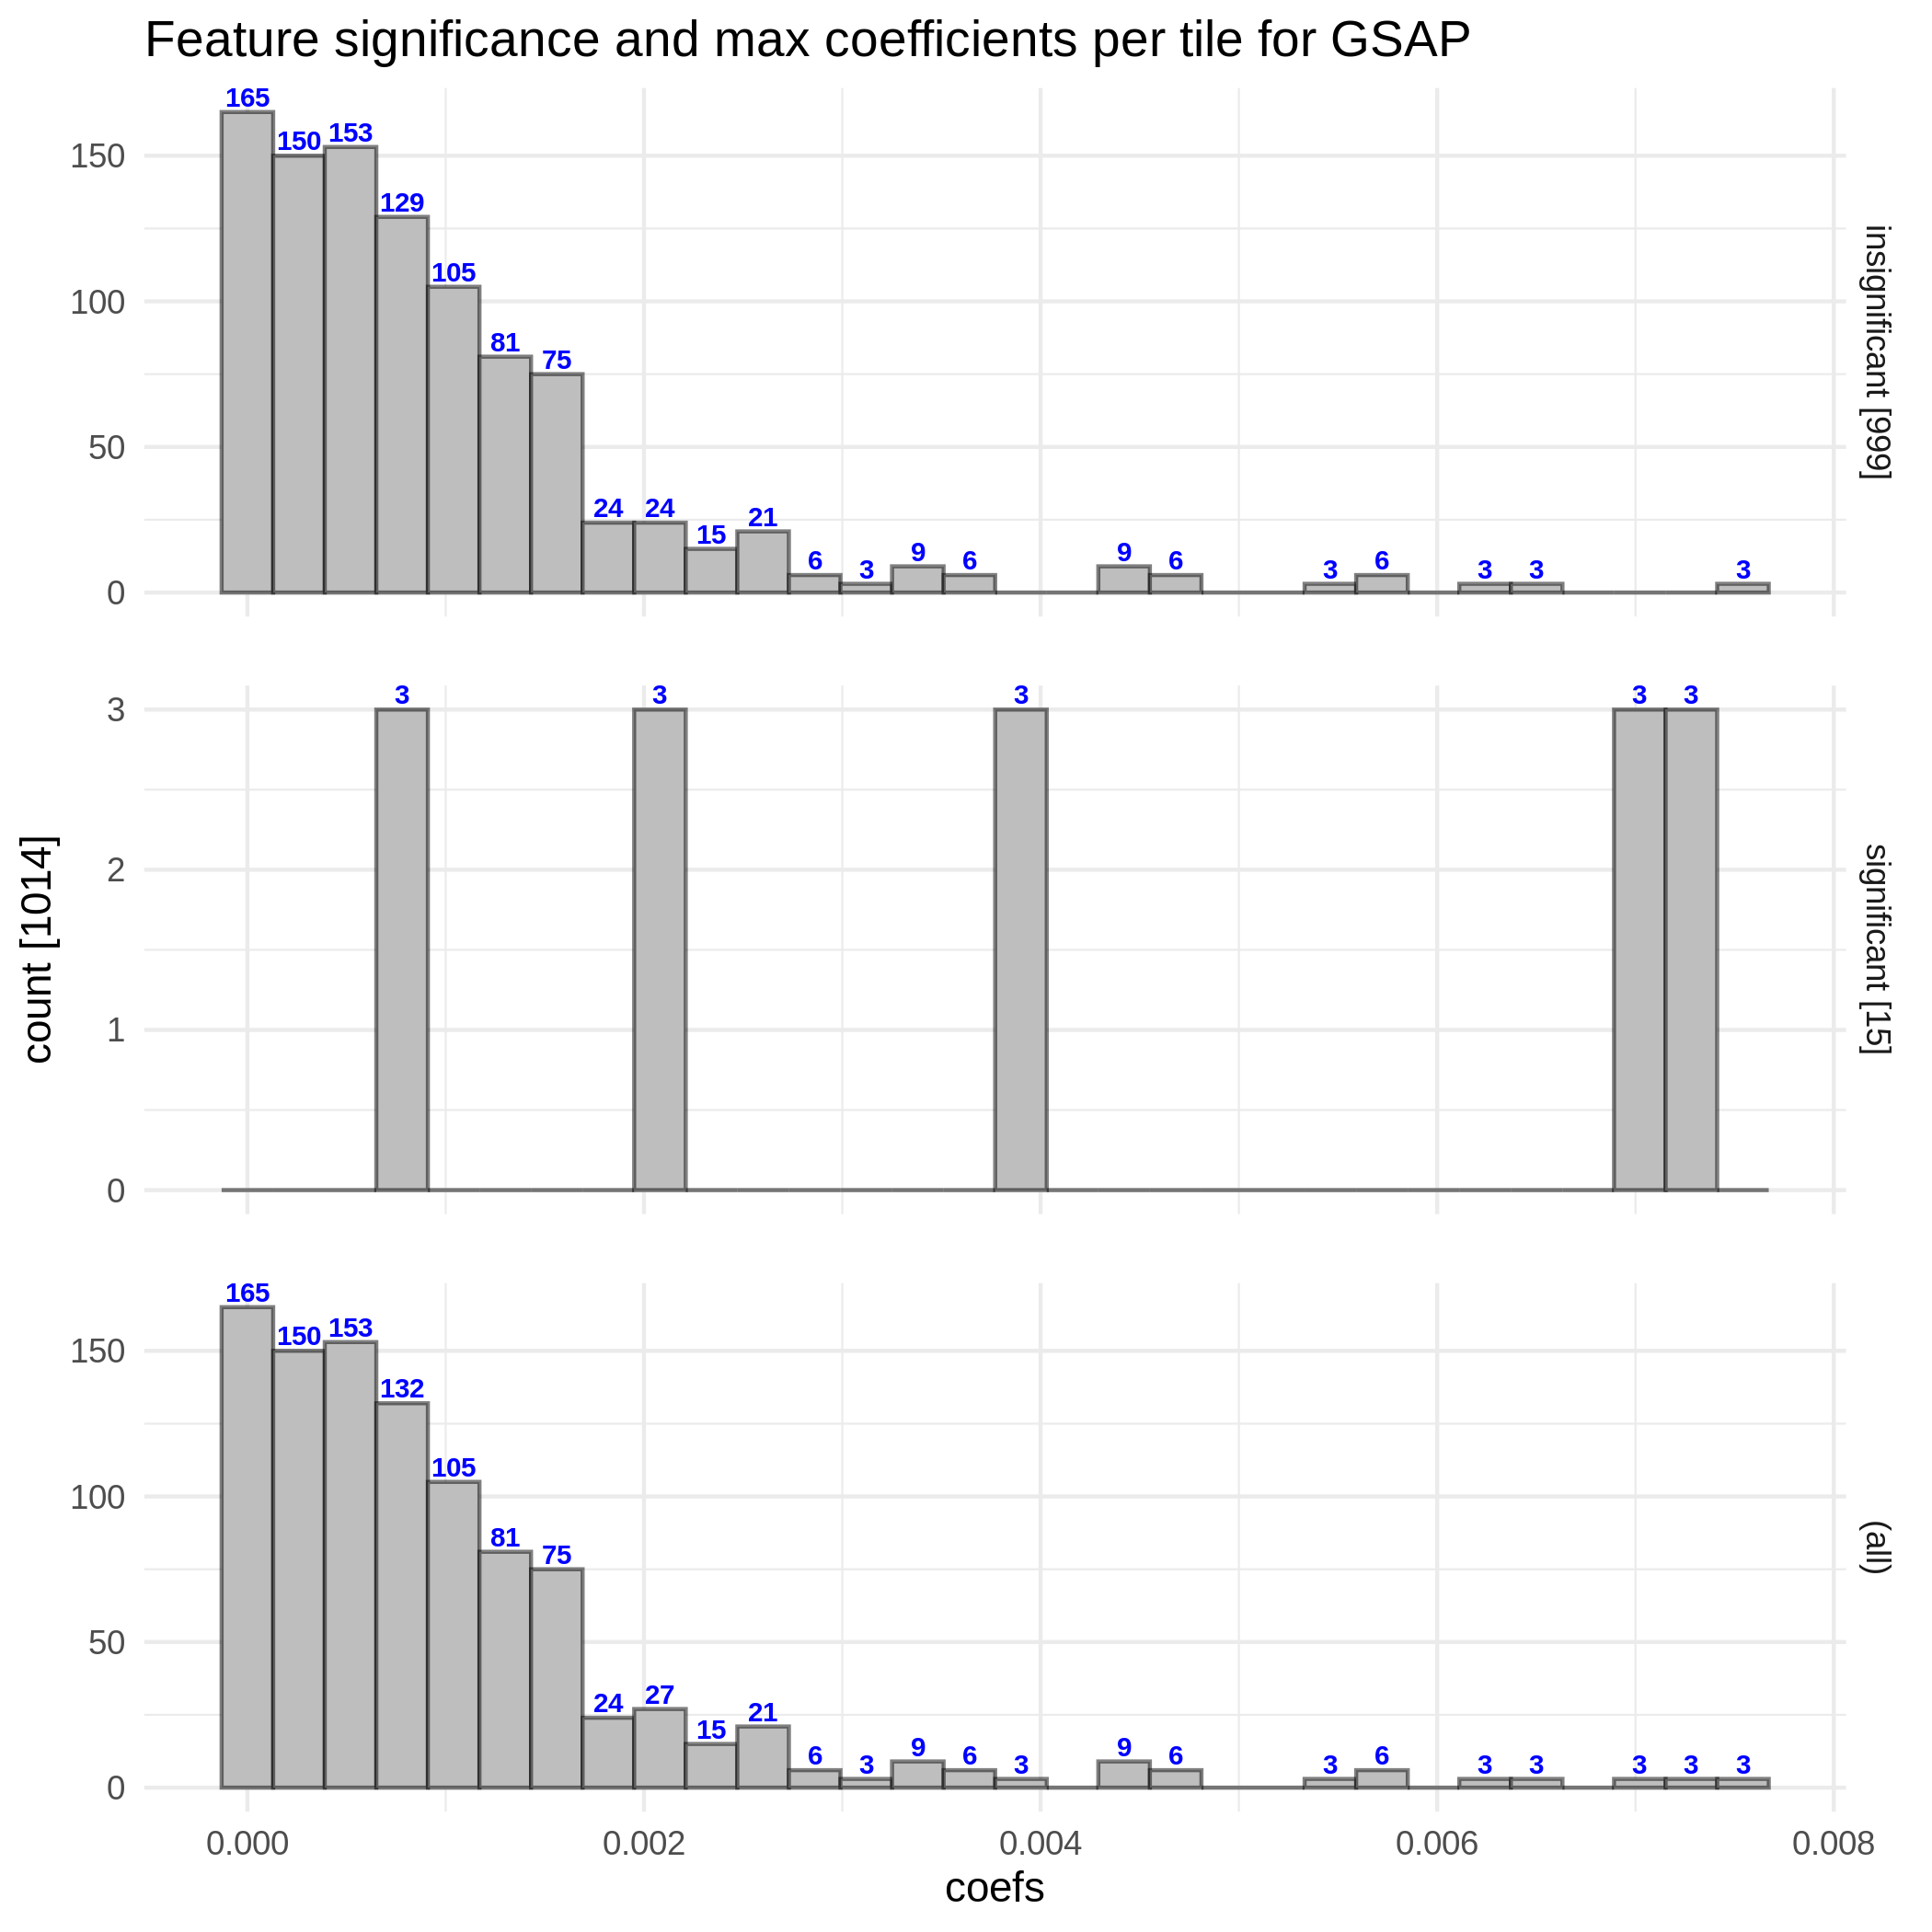 Feature significance and max coefficients per tile for GSAP
165
150 153
129
105
81
75
24 24 15 21 6 3 9 6 9 6 3 6 3 3 3
150
100
50
0
insignificant [999]
3 3 3 3 3
3
2
1
0
significant [15]
count [1014]
165
150 153
132
105
81
75
24 27 15 21 6 3 9 6 3 9 6 3 6 3 3 3 3 3
150
100
50
0
(all)
0.000 0.002 0.004 0.006 0.008
coefs